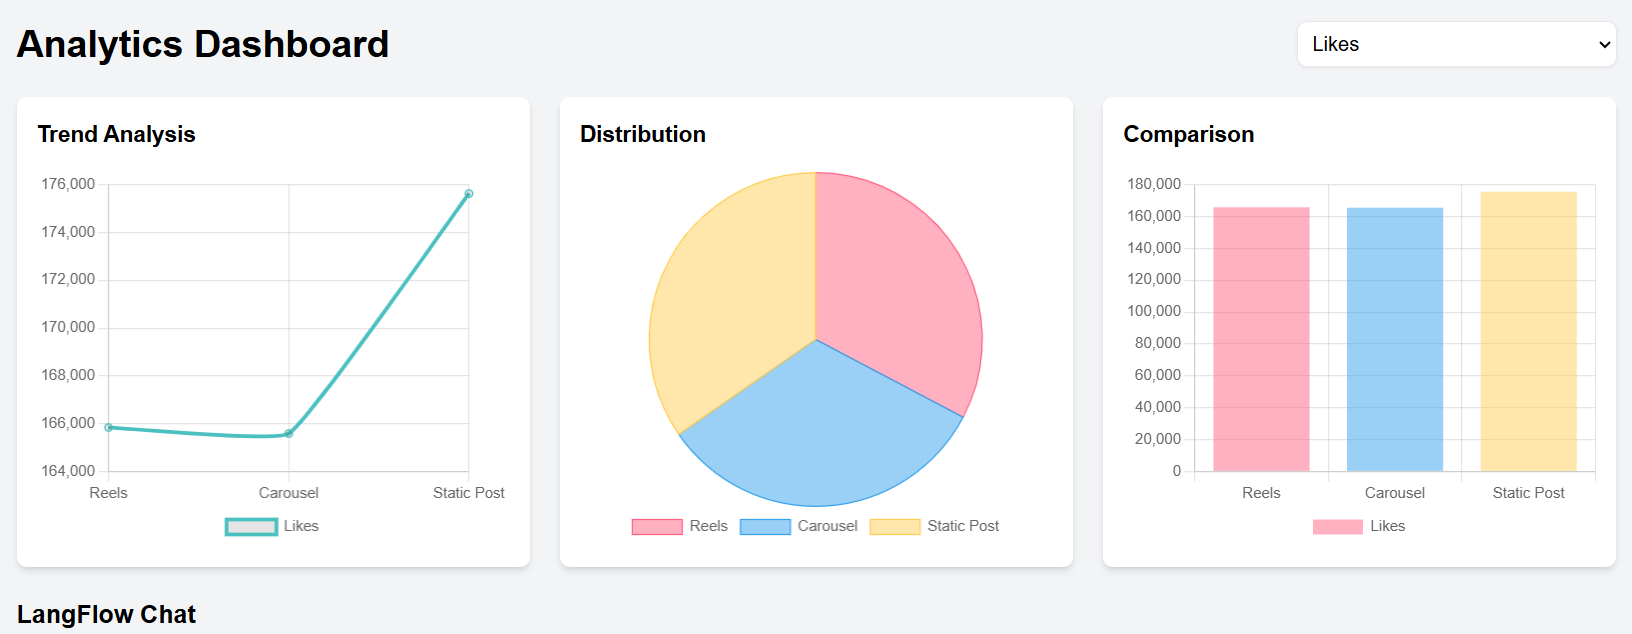 Analytics Dashboard
Likes
Trend Analysis
176,000
174,000
172,000
170,000
168,000
166,000
164,000
Reels Carousel Static Post
Likes
Distribution
Reels Carousel Static Post
Comparison
180,000
160,000
140,000
120,000
100,000
80,000
60,000
40,000
20,000
0
Reels Carousel Static Post
Likes
LangFlow Chat